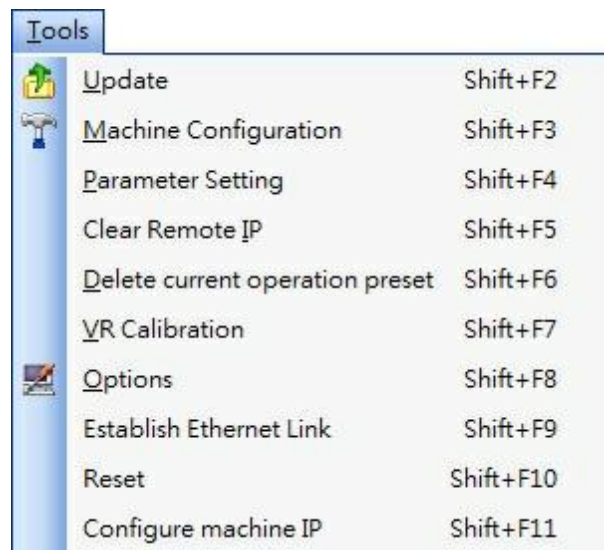 Tools
Update Shift+F2
Machine Configuration Shift+F3
Parameter Setting Shift+F4
Clear Remote IP Shift+F5
Delete current operation preset Shift+F6
VR Calibration Shift+F7
Options Shift+F8
Establish Ethernet Link Shift+F9
Reset Shift+F10
Configure machine IP Shift+F11